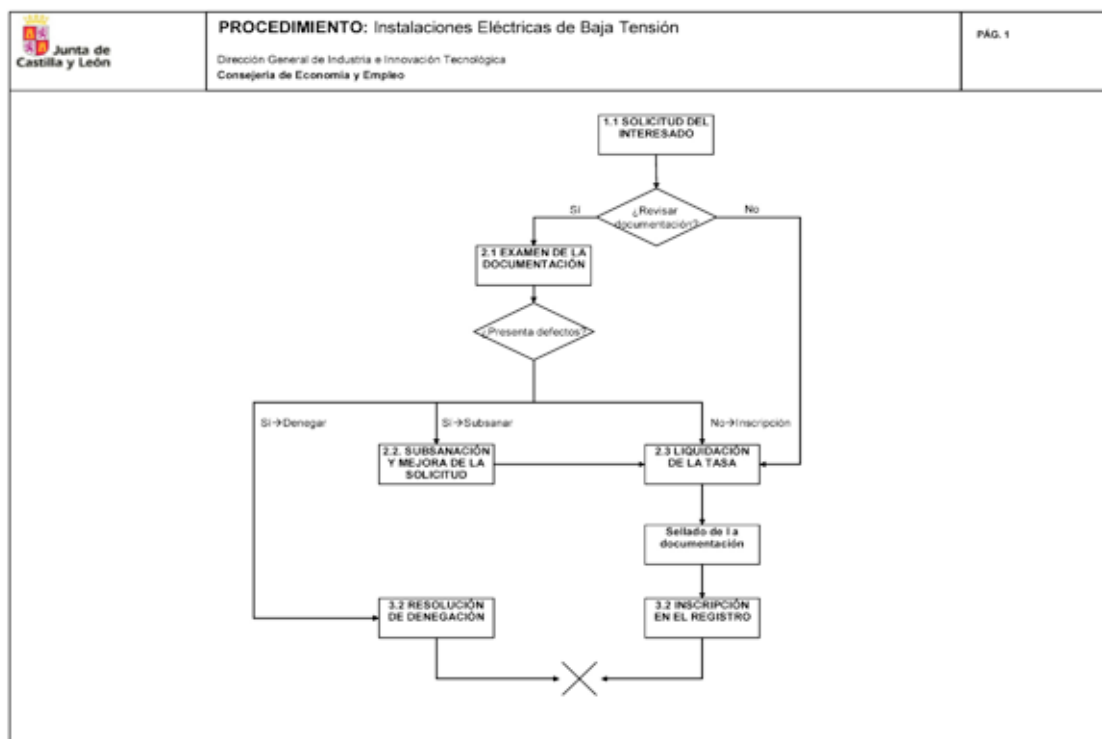 Junta de
Castilla y León
PROCEDIMIENTO: Instalaciones Eléctricas de Baja Tensión
Dirección General de Industria e Innovación Tecnológica
Consejería de Economía y Empleo
PÁG. 1
1.1 SOLICITUD DEL
INTERESADO
Si
¿Revisar
documentación?
No
2.1 EXAMEN DE LA
DOCUMENTACIÓN
¿Presenta defectos?
Si→Denegar
Si→Subsanar
No→Inscripción
2.2. SUBSANACIÓN
Y MEJORA DE LA
SOLICITUD
2.3 LIQUIDACIÓN
DE LA TASA
Sellado de l a
documentación
3.2 RESOLUCIÓN
DE DENEGACIÓN
3.2 INSCRIPCIÓN
EN EL REGISTRO